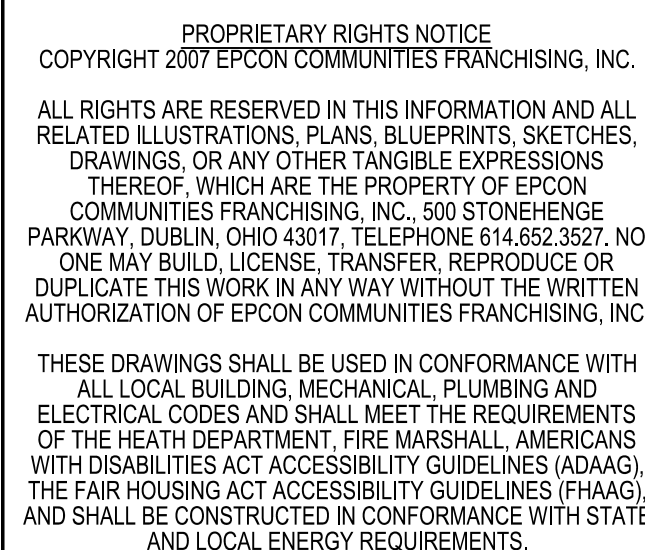 PROPRIETARY RIGHTS NOTICE
COPYRIGHT 2007 EPCON COMMUNITIES FRANCHISING, INC.
ALL RIGHTS ARE RESERVED IN THIS INFORMATION AND ALL
RELATED ILLUSTRATIONS, PLANS, BLUEPRINTS, SKETCHES,
DRAWINGS, OR ANY OTHER TANGIBLE EXPRESSIONS
THEREOF, WHICH ARE THE PROPERTY OF EPCON
COMMUNITIES FRANCHISING, INC., 500 STONEHENGE
PARKWAY, DUBLIN, OHIO 43017, TELEPHONE 614.652.3527. NO
ONE MAY BUILD, LICENSE, TRANSFER, REPRODUCE OR
DUPLICATE THIS WORK IN ANY WAY WITHOUT THE WRITTEN
AUTHORIZATION OF EPCON COMMUNITIES FRANCHISING, INC
THESE DRAWINGS SHALL BE USED IN CONFORMANCE WITH
ALL LOCAL BUILDING, MECHANICAL, PLUMBING AND
ELECTRICAL CODES AND SHALL MEET THE REQUIREMENTS
OF THE HEATH DEPARTMENT, FIRE MARSHALL, AMERICANS
WITH DISABILITIES ACT ACCESSIBILITY GUIDELINES (ADAAG),
THE FAIR HOUSING ACT ACCESSIBILITY GUIDELINES (FHAAG),
AND SHALL BE CONSTRUCTED IN CONFORMANCE WITH STATE
AND LOCAL ENERGY REQUIREMENTS.